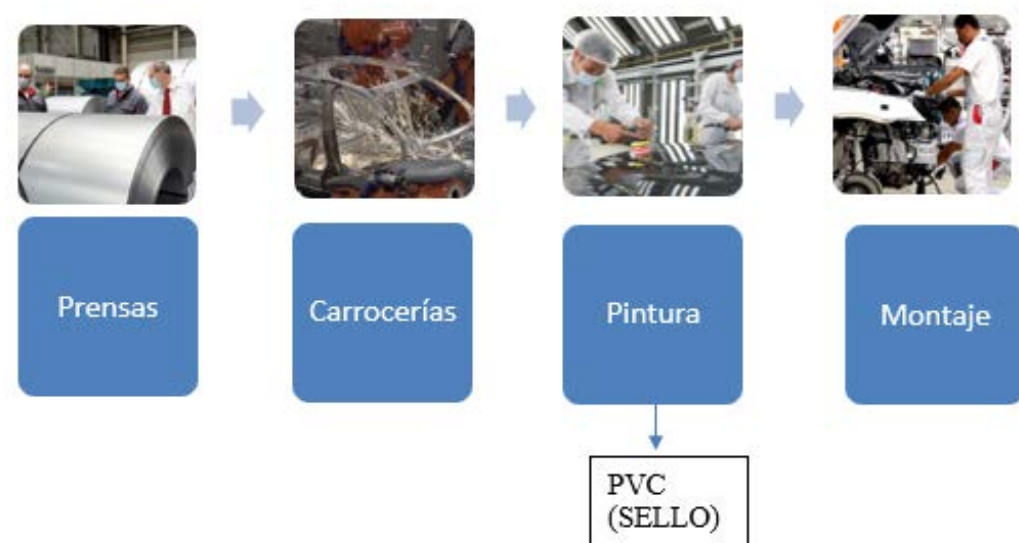 Prensas
Carrocerías
Pintura
Montaje
PVC
(SELLO)